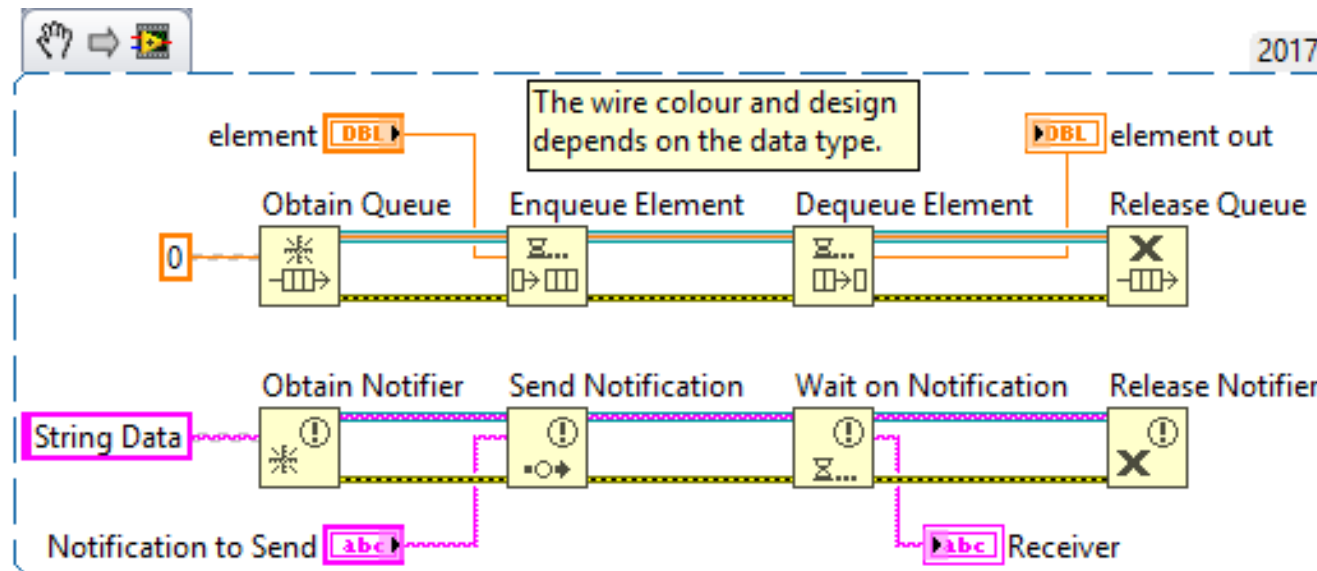 2017
The wire colour and design
depends on the data type.
element DBL
DBL element out
Obtain Queue Enqueue Element Dequeue Element Release Queue
0
Obtain Notifier Send Notification Wait on Notification Release Notifier
String Data
Notification to Send abc
abc Receiver